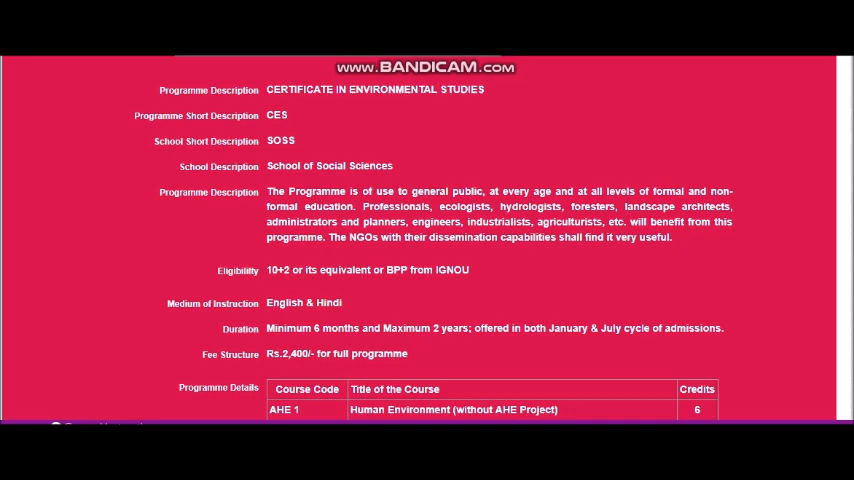 www.BANDICAM.com
Programme Description CERTIFICATE IN ENVIRONMENTAL STUDIES
Programme Short Description CES
School Short Description SOSS
School Description School of Social Sciences
Programme Description The Programme is of use to general public, at every age and at all levels of formal and non-
formal education. Professionals, ecologists, hydrologists, foresters, landscape architects,
administrators and planners, engineers, industrialists, agriculturists, etc. will benefit from this
programme. The NGOs with their dissemination capabilities shall find it very useful.
Eligibility 10+2 or its equivalent or BPP from IGNOU
Medium of Instruction English & Hindi
Duration Minimum 6 months and Maximum 2 years; offered in both January & July cycle of admissions.
Fee Structure Rs.2,400/- for full programme
Programme Details Course Code Title of the Course Credits
AHE 1 Human Environment (without AHE Project) 6